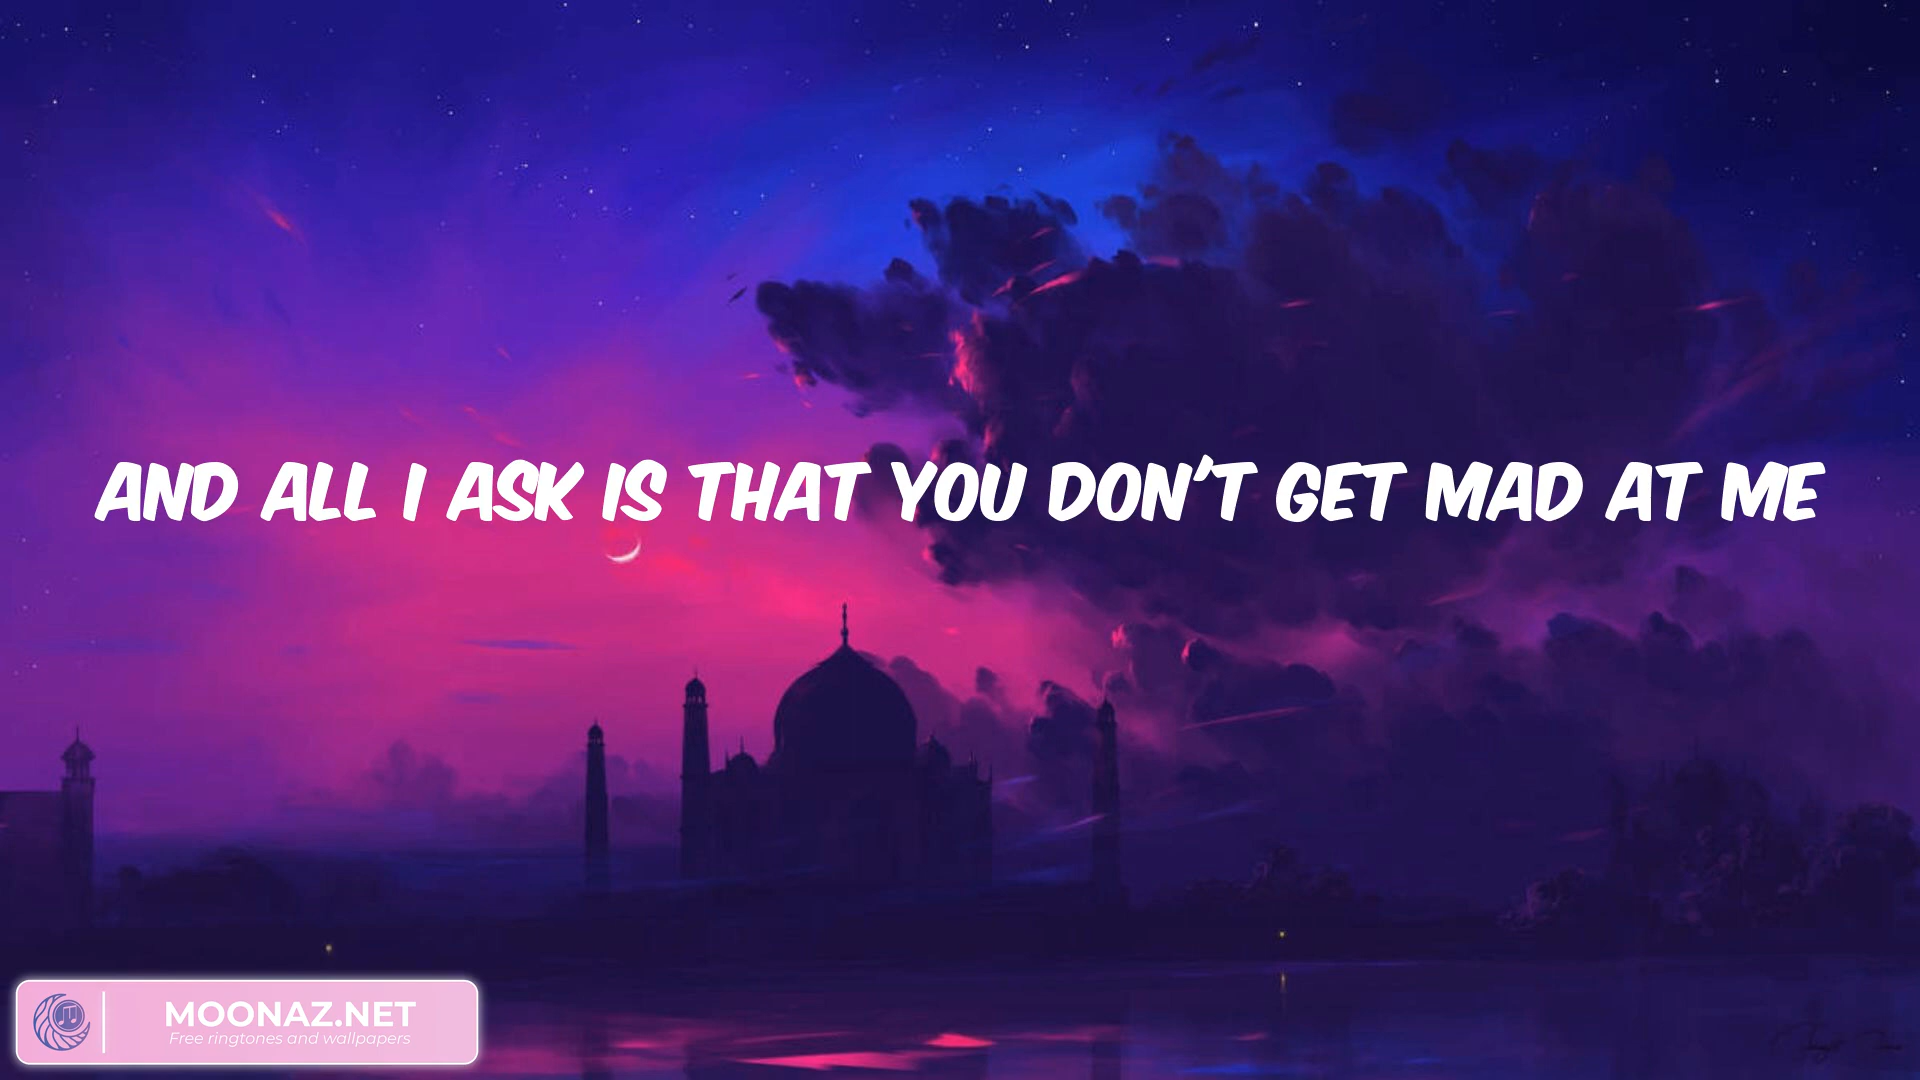 AND ALL I ASK IS THAT YOU DON'T GET MAD AT ME
MOONAZ.NET
Free ringtones and wallpapers